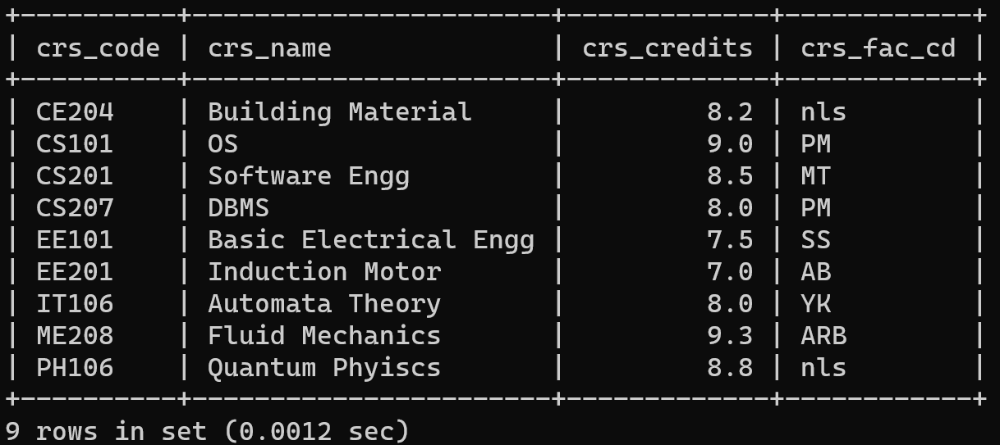 +----------+-----------------------+-------------+------------+
| crs_code | crs_name              | crs_credits | crs_fac_cd |
+----------+-----------------------+-------------+------------+
| CE204    | Building Material     |         8.2 | nls        |
| CS101    | OS                    |         9.0 | PM         |
| CS201    | Software Engg         |         8.5 | MT         |
| CS207    | DBMS                  |         8.0 | PM         |
| EE101    | Basic Electrical Engg |         7.5 | SS         |
| EE201    | Induction Motor       |         7.0 | AB         |
| IT106    | Automata Theory       |         8.0 | YK         |
| ME208    | Fluid Mechanics       |         9.3 | ARB        |
| PH106    | Quantum Phyiscs       |         8.8 | nls        |
+----------+-----------------------+-------------+------------+
9 rows in set (0.0012 sec)